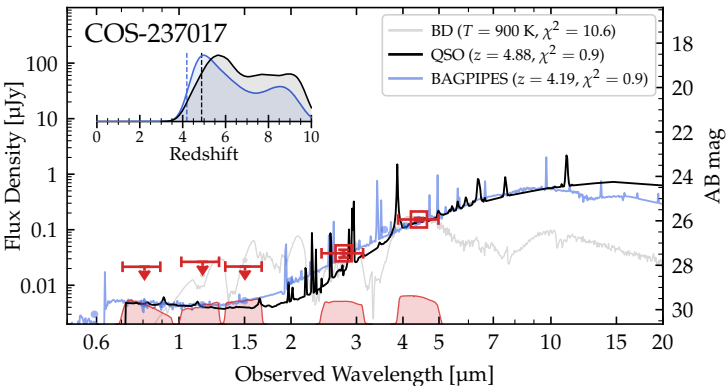 COS-237017
BD (T = 900 K, χ² = 10.6)
QSO (z = 4.88, χ² = 0.9)
BAGPIPES (z = 4.19, χ² = 0.9)
0 2 4 6 8 10
Redshift
Flux Density [μJy]
100
10
1
0.1
0.01
AB mag
18
20
22
24
26
28
30
0.6 1 1.5 2 3 4 5 10 15 20
Observed Wavelength [μm]